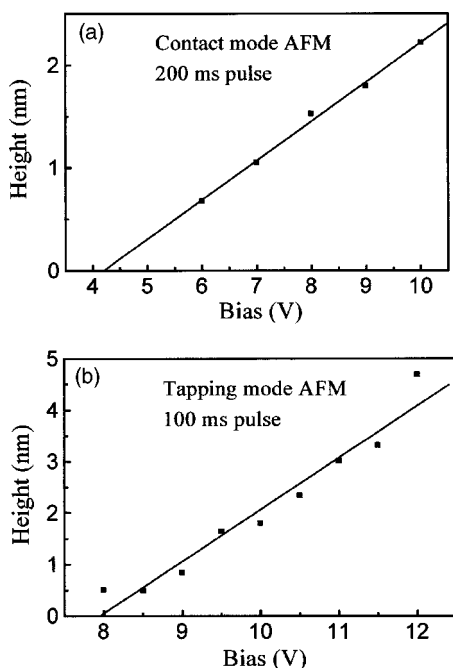 (a)
Contact mode AFM
200 ms pulse
Height (nm)
2
1
0
4 5 6 7 8 9 10
Bias (V)
(b)
Tapping mode AFM
100 ms pulse
Height (nm)
5
4
3
2
1
0
8 9 10 11 12
Bias (V)